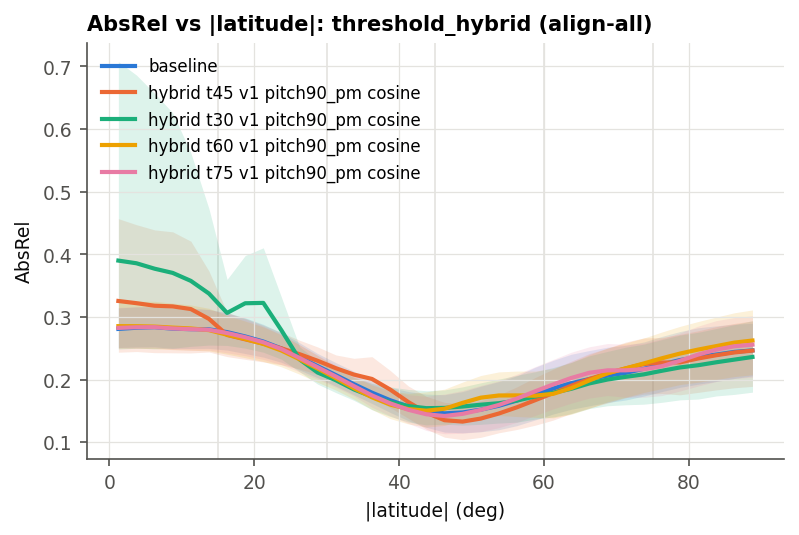 AbsRel vs |latitude|: threshold_hybrid (align-all)
baseline
hybrid t45 v1 pitch90_pm cosine
hybrid t30 v1 pitch90_pm cosine
hybrid t60 v1 pitch90_pm cosine
hybrid t75 v1 pitch90_pm cosine
AbsRel
0.7
0.6
0.5
0.4
0.3
0.2
0.1
0 20 40 60 80
|latitude| (deg)